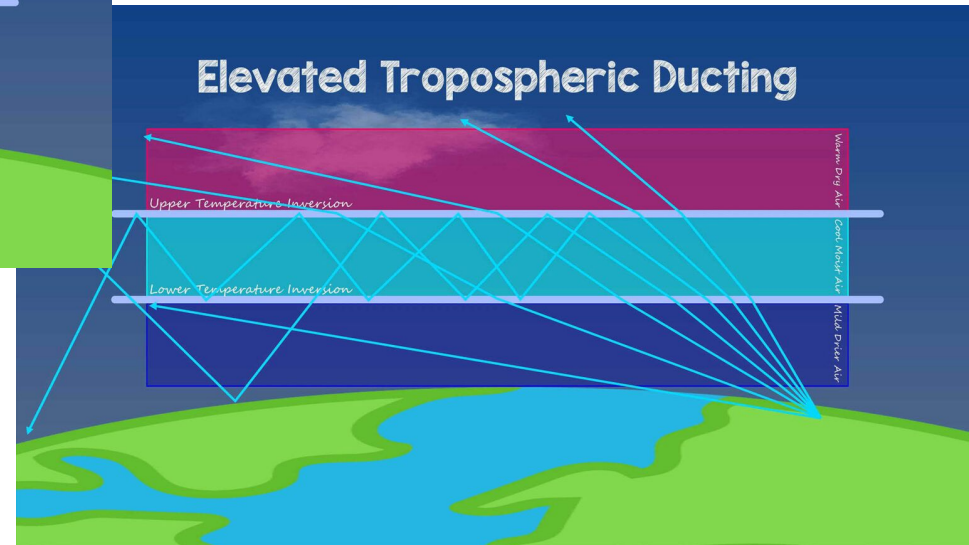 Elevated Tropospheric Ducting
Warm Dry Air
Upper Temperature Inversion
Cool Moist Air
Lower Temperature Inversion
Mild Drier Air